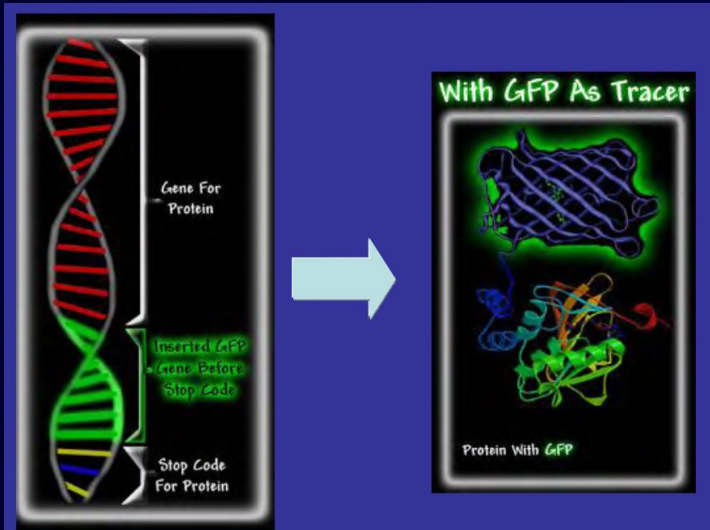 Gene For
Protein
Inserted GFP
Gene Before
Stop Code
Stop Code
For Protein
With GFP As Tracer
Protein With GFP